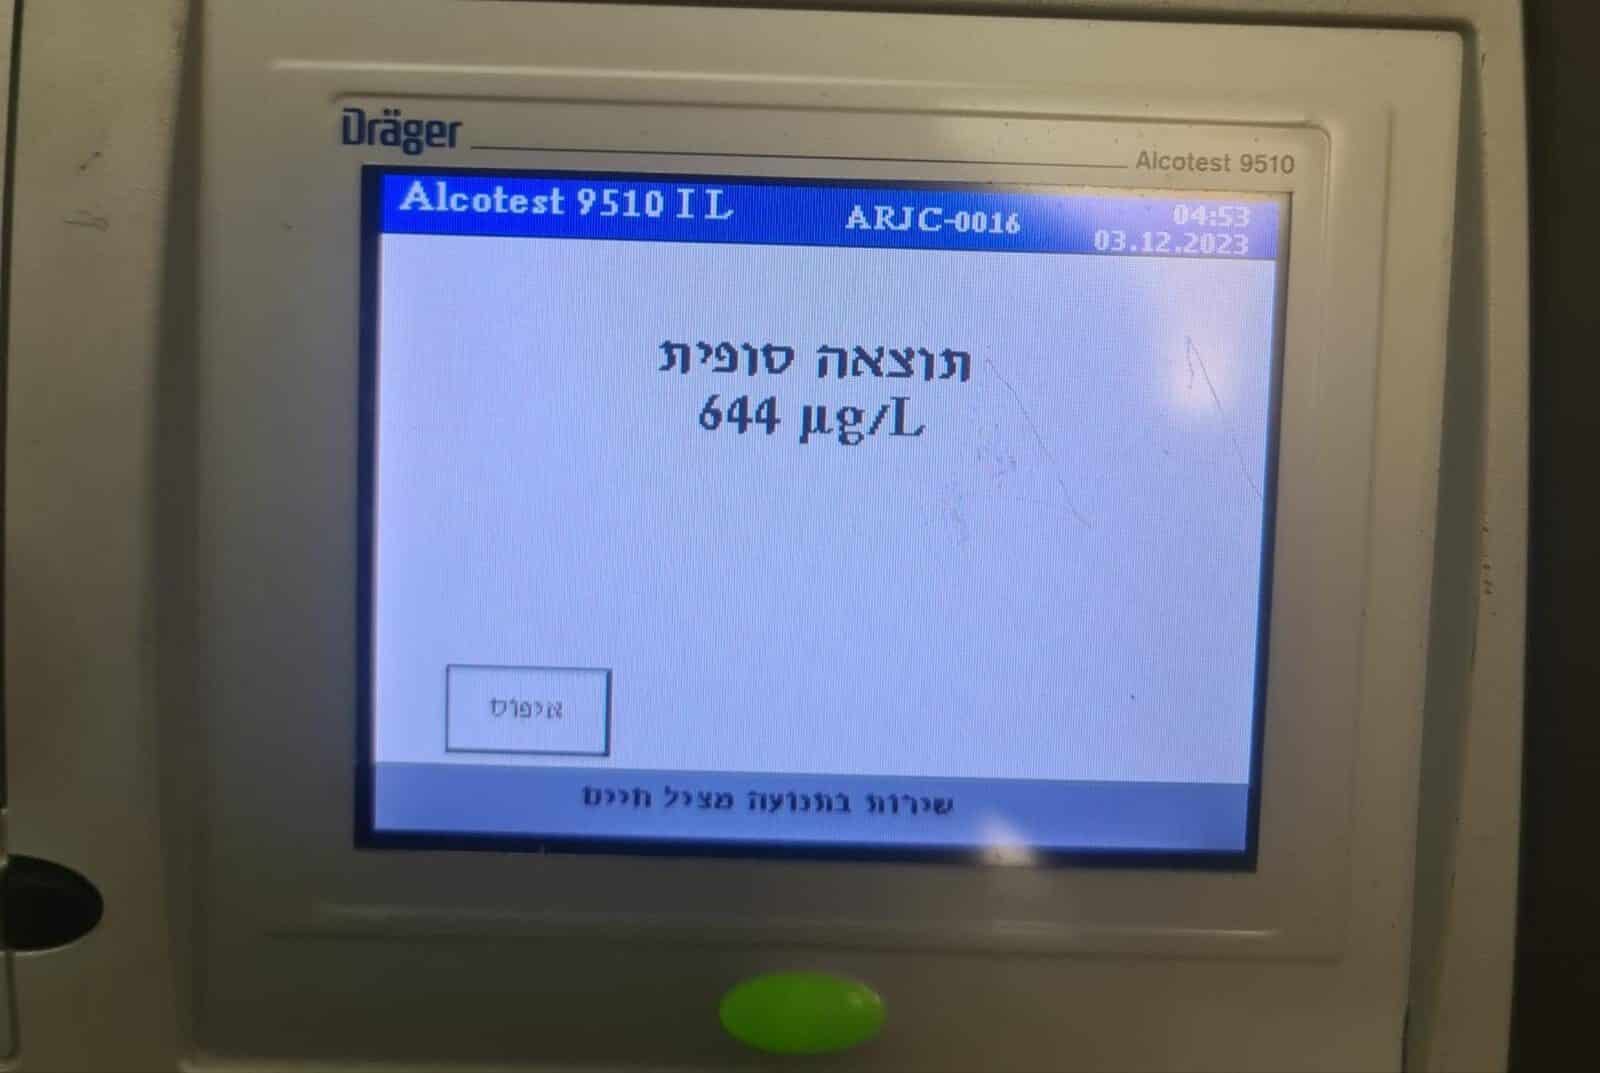 Dräger
Alcotest 9510
Alcotest 9510 IL ARJC-0016 04:53
03.12.2023
תוצאה סופית
644 µg/L
איפוס
שירות בתנועה מציל חיים